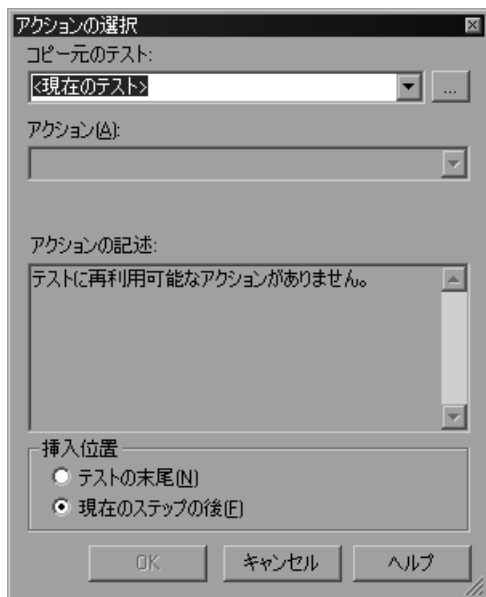 アクションの選択
コピー元のテスト:
<現在のテスト>
...
アクション(A):
アクションの記述:
テストに再利用可能なアクションがありません。
挿入位置
テストの末尾(N)
現在のステップの後(F)
OK キャンセル ヘルプ